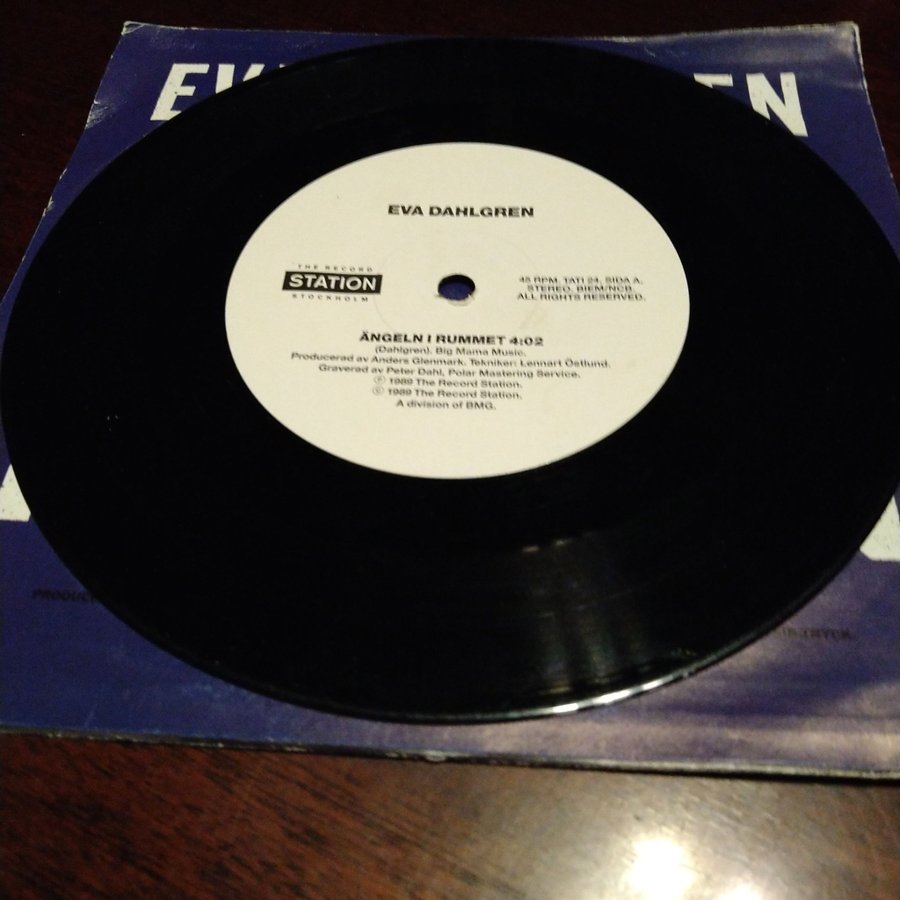 EV EN
EVA DAHLGREN
THE RECORD
STATION
STOCKHOLM
45 RPM. TATI 24. SIDA A.
STEREO. BIEM/NCB.
ALL RIGHTS RESERVED.
ÄNGELN I RUMMET 4:02
(Dahlgren). Big Mama Music.
Producerad av Anders Glenmark. Tekniker: Lennart Östlund.
Graverad av Peter Dahl, Polar Mastering Service.
Ⓟ 1989 The Record Station.
© 1989 The Record Station.
A division of BMG.